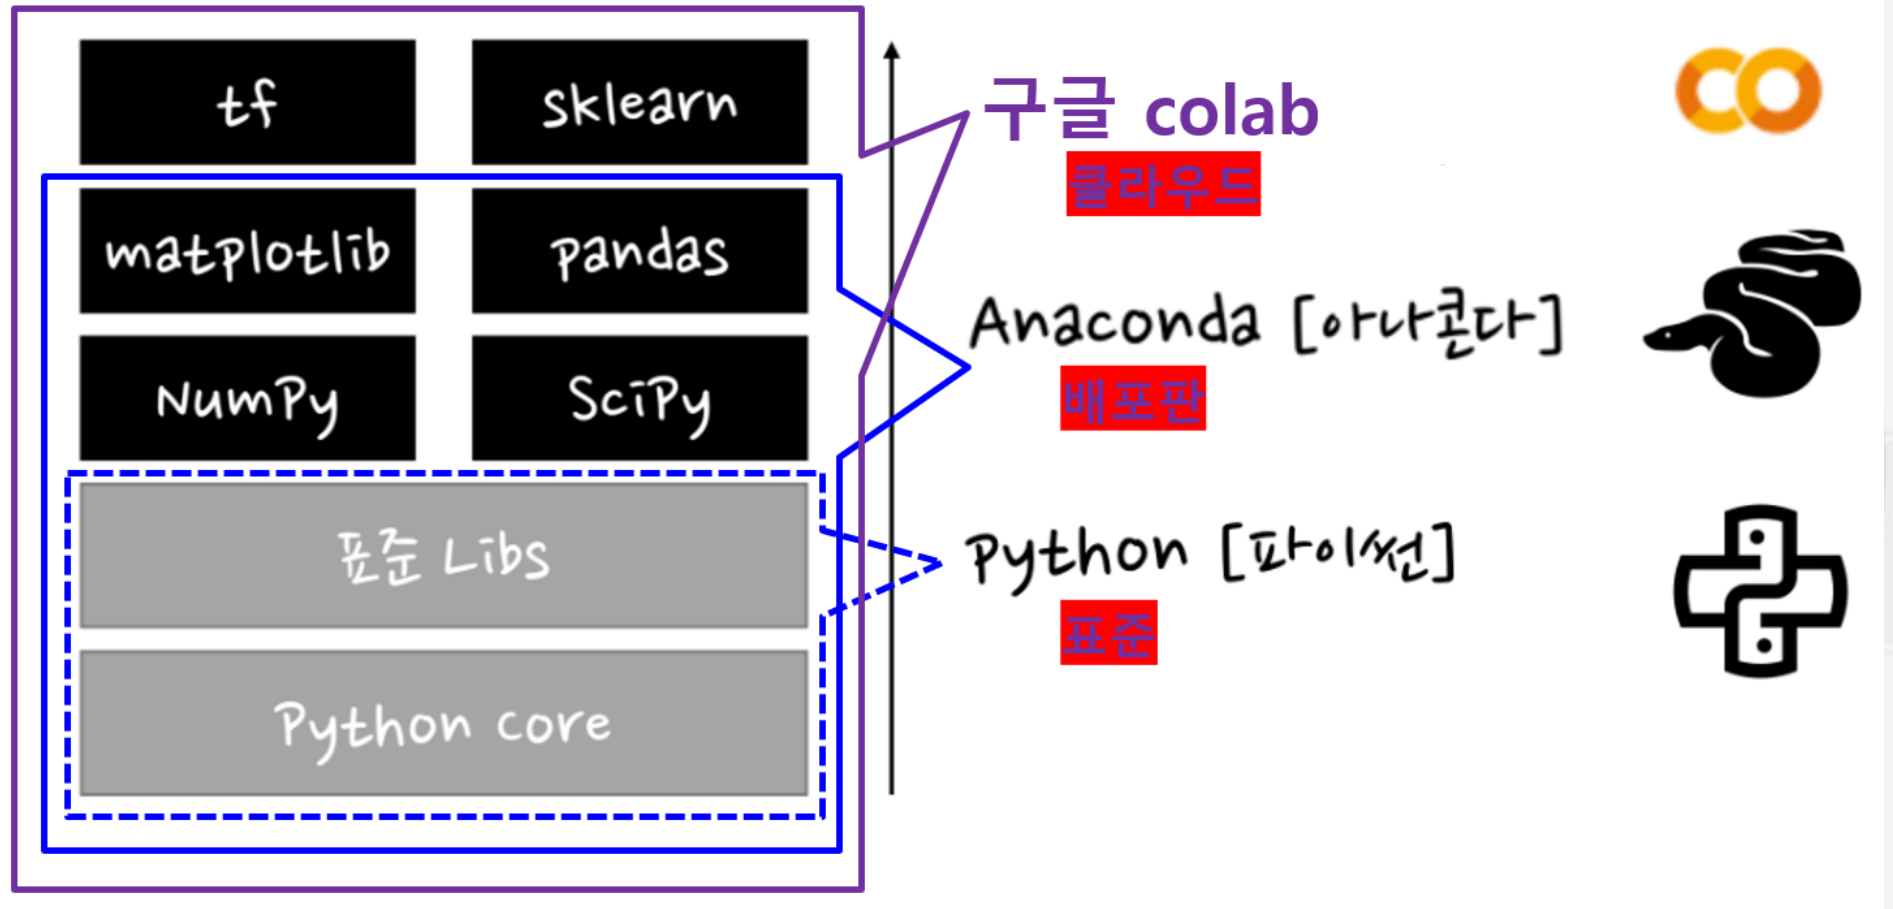 tf
sklearn
matplotlib
pandas
NumPy
SciPy
표준 Libs
Python core
구글 colab
클라우드
Anaconda [아나콘다]
배포판
Python [파이썬]
표준